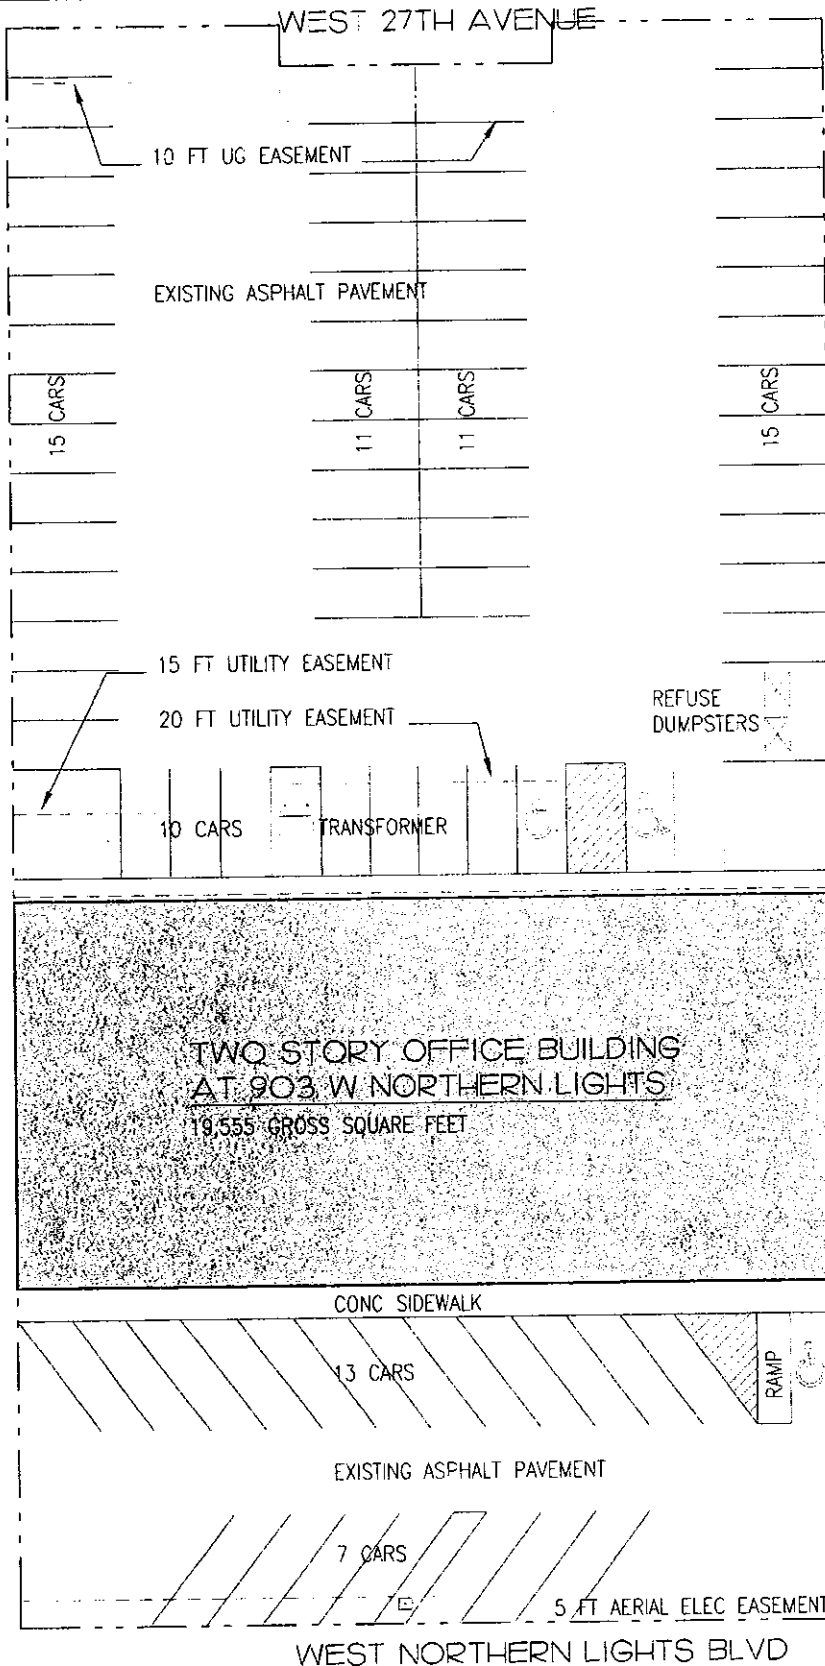 WEST 27TH AVENUE
10 FT UG EASEMENT
EXISTING ASPHALT PAVEMENT
15 CARS
11 CARS
11 CARS
15 CARS
15 FT UTILITY EASEMENT
20 FT UTILITY EASEMENT
REFUSE
DUMPSTERS
10 CARS
TRANSFORMER
TWO STORY OFFICE BUILDING
AT 903 W NORTHERN LIGHTS
19,555 GROSS SQUARE FEET
CONC SIDEWALK
13 CARS
RAMP
EXISTING ASPHALT PAVEMENT
7 CARS
5 FT AERIAL ELEC EASEMENT
WEST NORTHERN LIGHTS BLVD